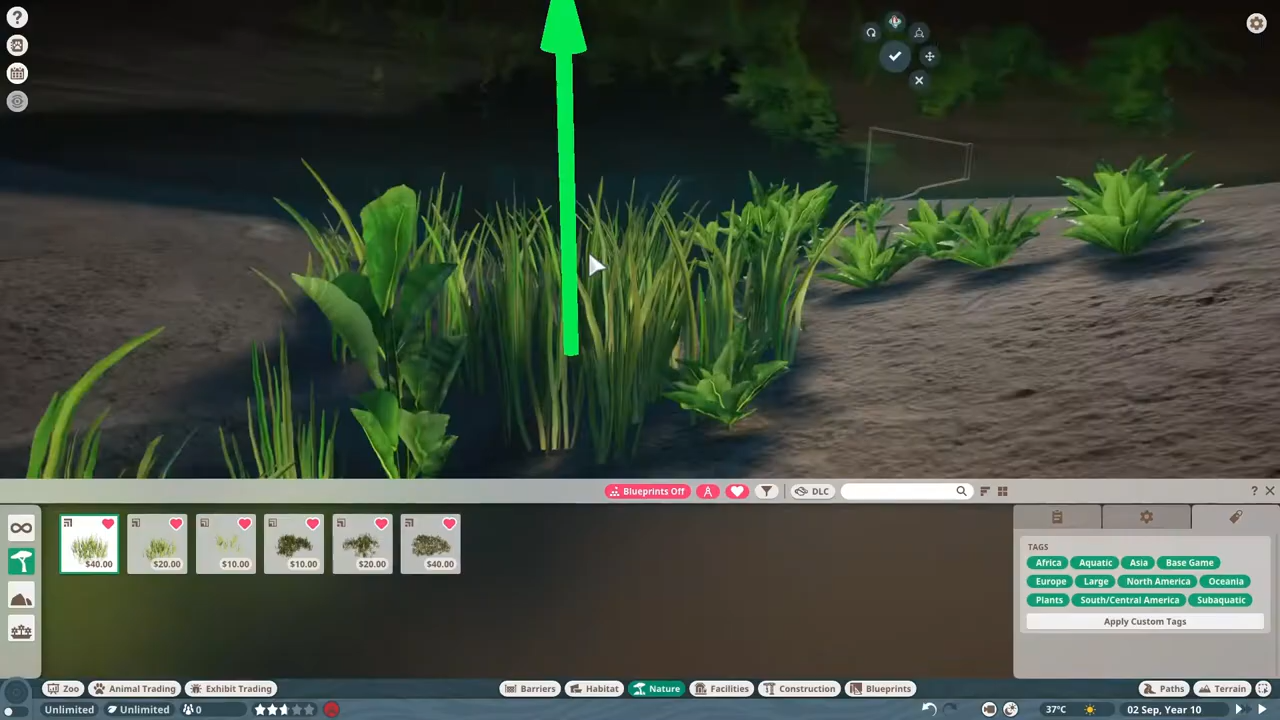 ?
Blueprints Off
DLC
? ×
$40.00 $20.00 $10.00 $10.00 $20.00 $40.00
TAGS
Africa Aquatic Asia Base Game
Europe Large North America Oceania
Plants South/Central America Subaquatic
Apply Custom Tags
Zoo Animal Trading Exhibit Trading Barriers Habitat Nature Facilities Construction Blueprints Paths Terrain
Unlimited Unlimited 0 37°C 02 Sep, Year 10